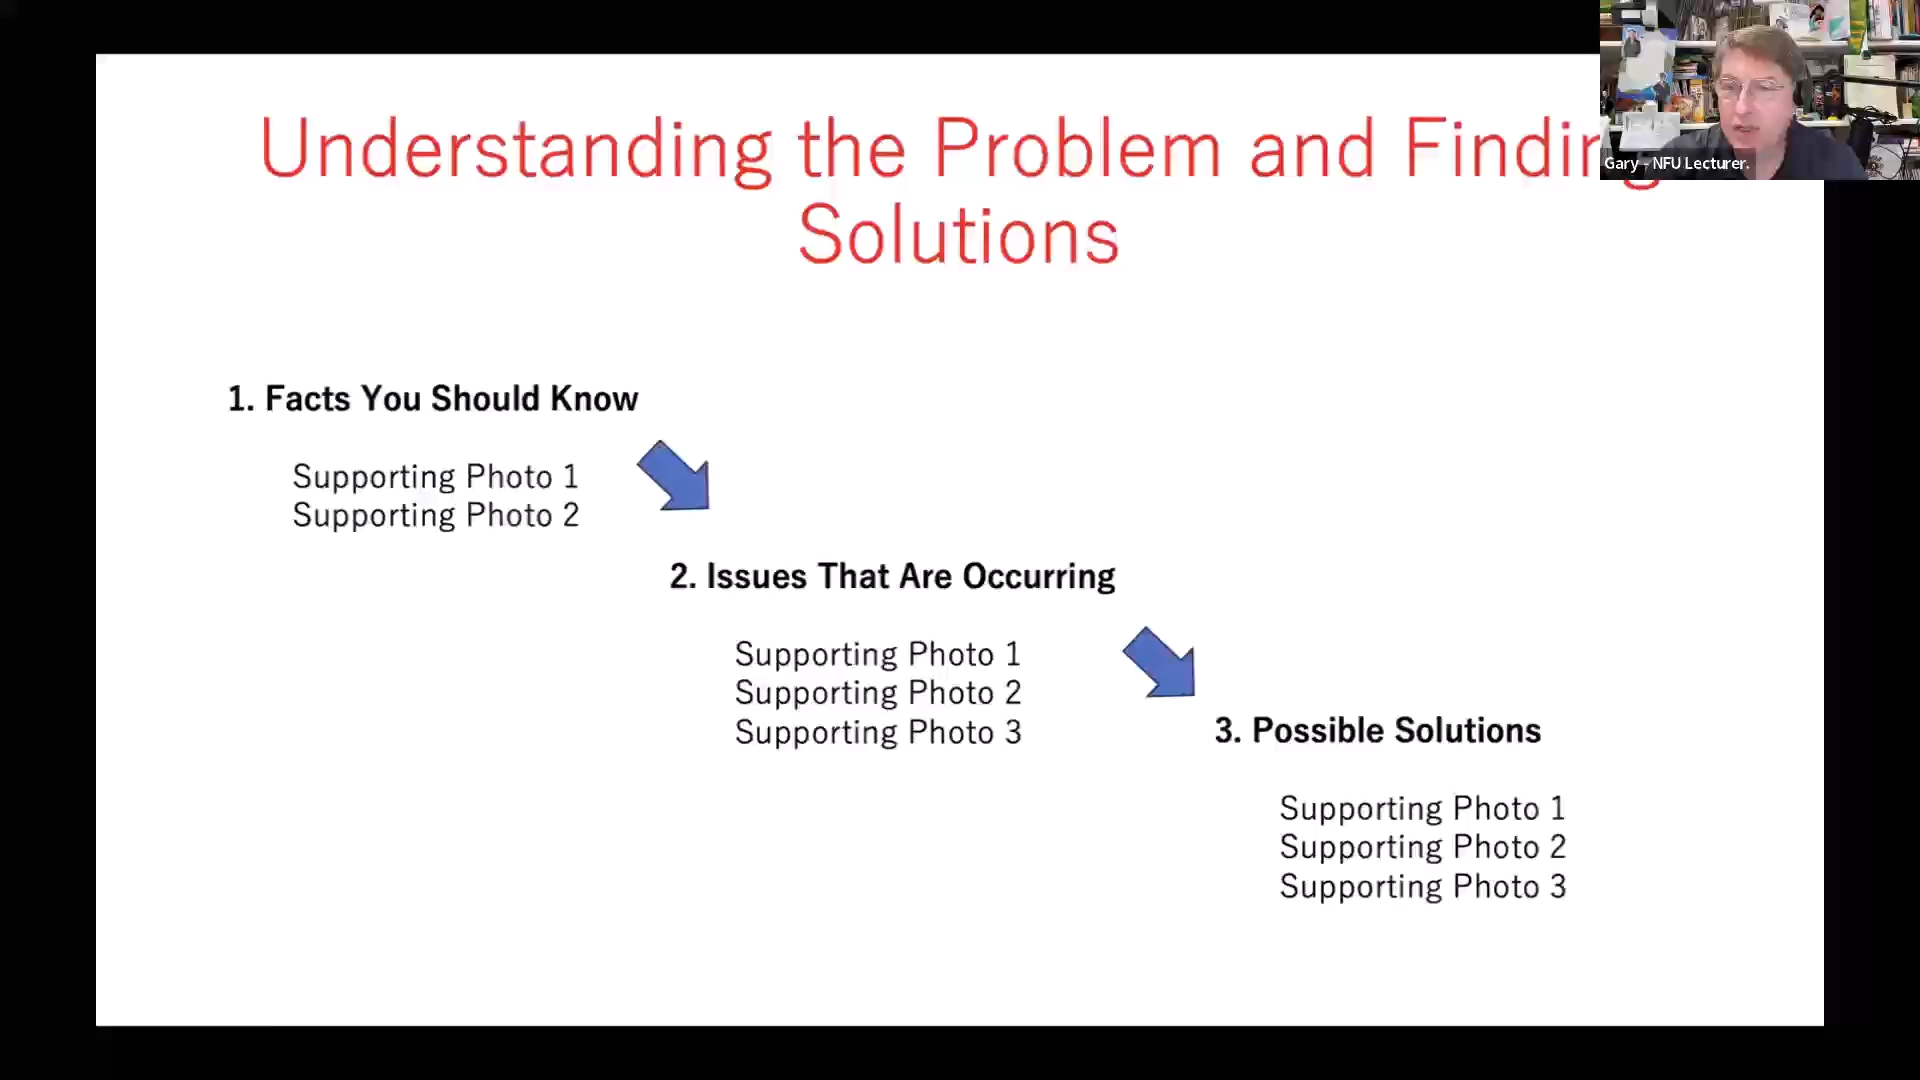 Understanding the Problem and Finding
Solutions
Gary - NFU Lecturer.
1. Facts You Should Know
Supporting Photo 1
Supporting Photo 2
2. Issues That Are Occurring
Supporting Photo 1
Supporting Photo 2
Supporting Photo 3
3. Possible Solutions
Supporting Photo 1
Supporting Photo 2
Supporting Photo 3